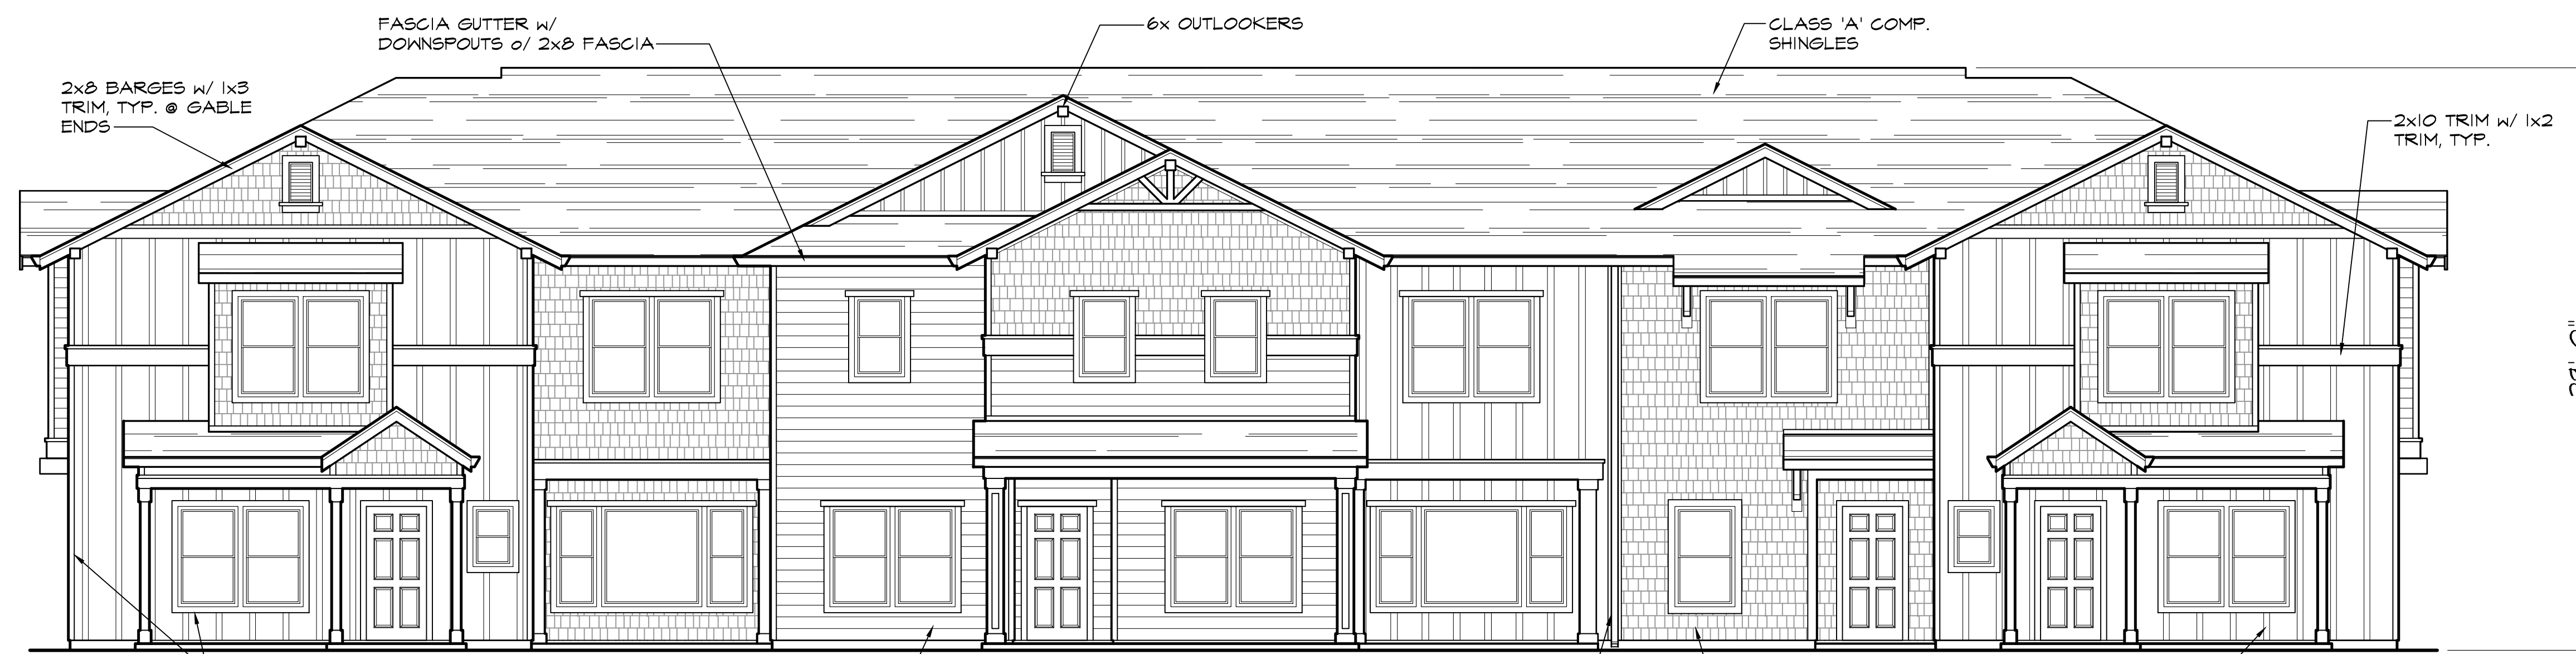 FASCIA GUTTER w/
DOWNSPOUTS o/ 2x8 FASCIA
6x OUTLOOKERS
CLASS 'A' COMP.
SHINGLES
2x8 BARGES w/ 1x3
TRIM, TYP. @ GABLE
ENDS
2x10 TRIM w/ 1x2
TRIM, TYP.